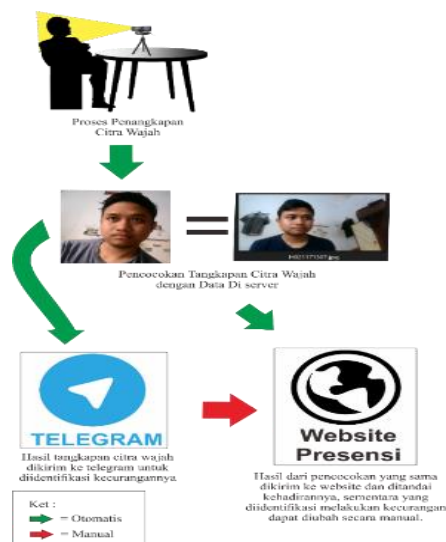 Proses Penangkapan
Citra Wajah
Pencocokan Tangkapan Citra Wajah
dengan Data Di server
TELEGRAM
Hasil tangkapan citra wajah
dikirim ke telegram untuk
diidentifikasi kecurangannya
Website
Presensi
Hasil dari pencocokan yang sama
dikirim ke website dan ditandai
kehadirannya, sementara yang
diidentifikasi melakukan kecurangan
dapat diubah secara manual.
Ket :
= Otomatis
= Manual